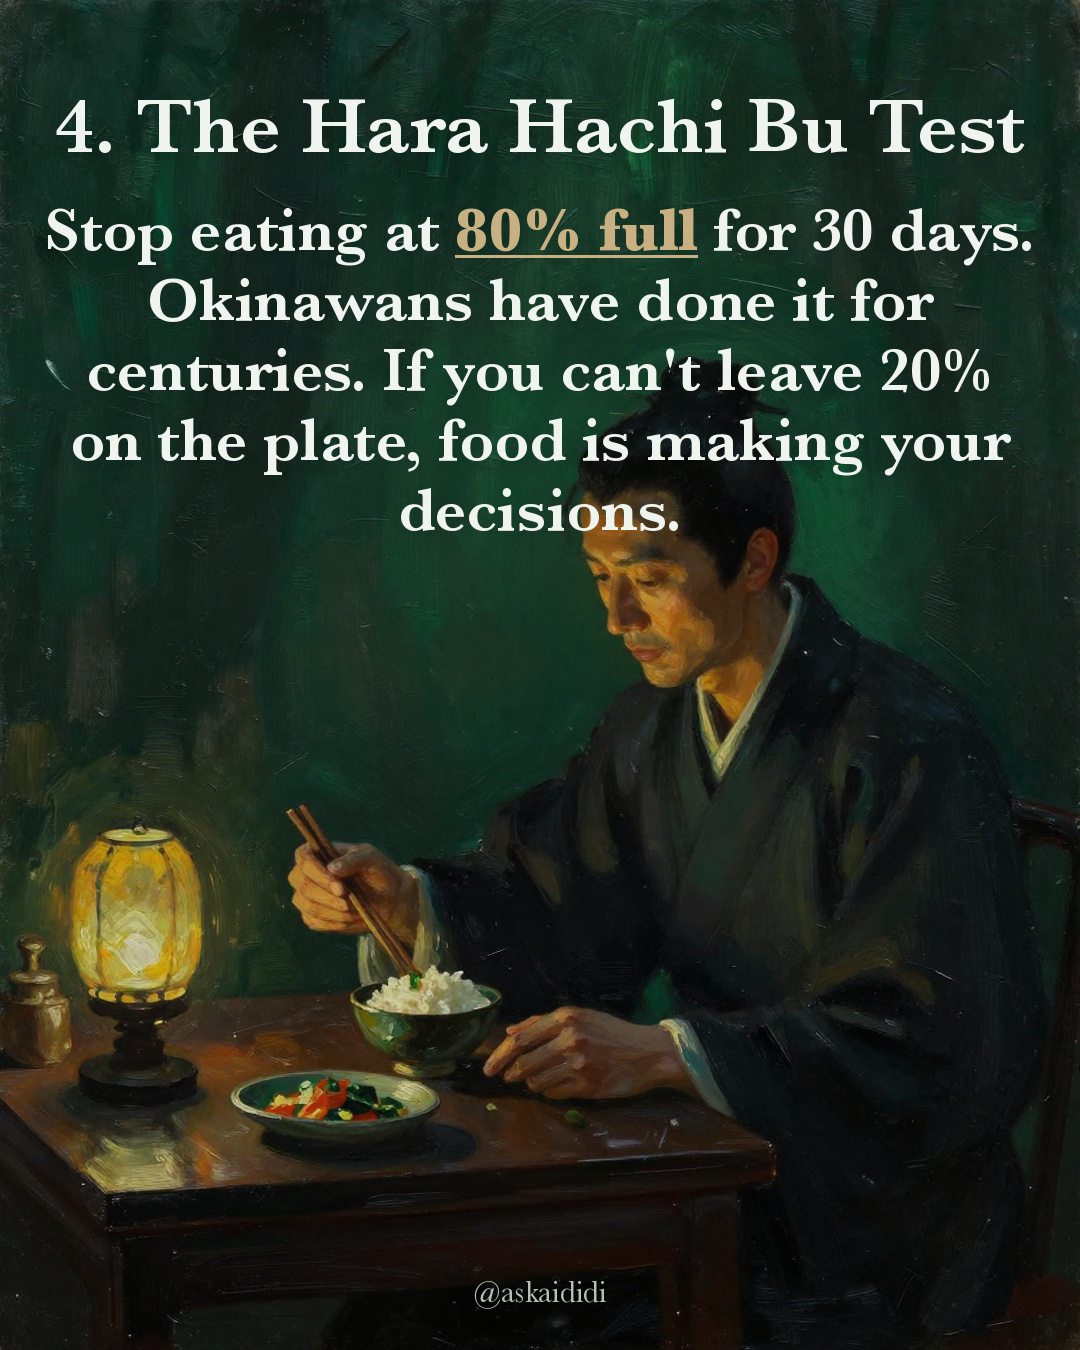 4. The Hara Hachi Bu Test
Stop eating at 80% full for 30 days.
Okinawans have done it for
centuries. If you can't leave 20%
on the plate, food is making your
decisions.
@askaididi